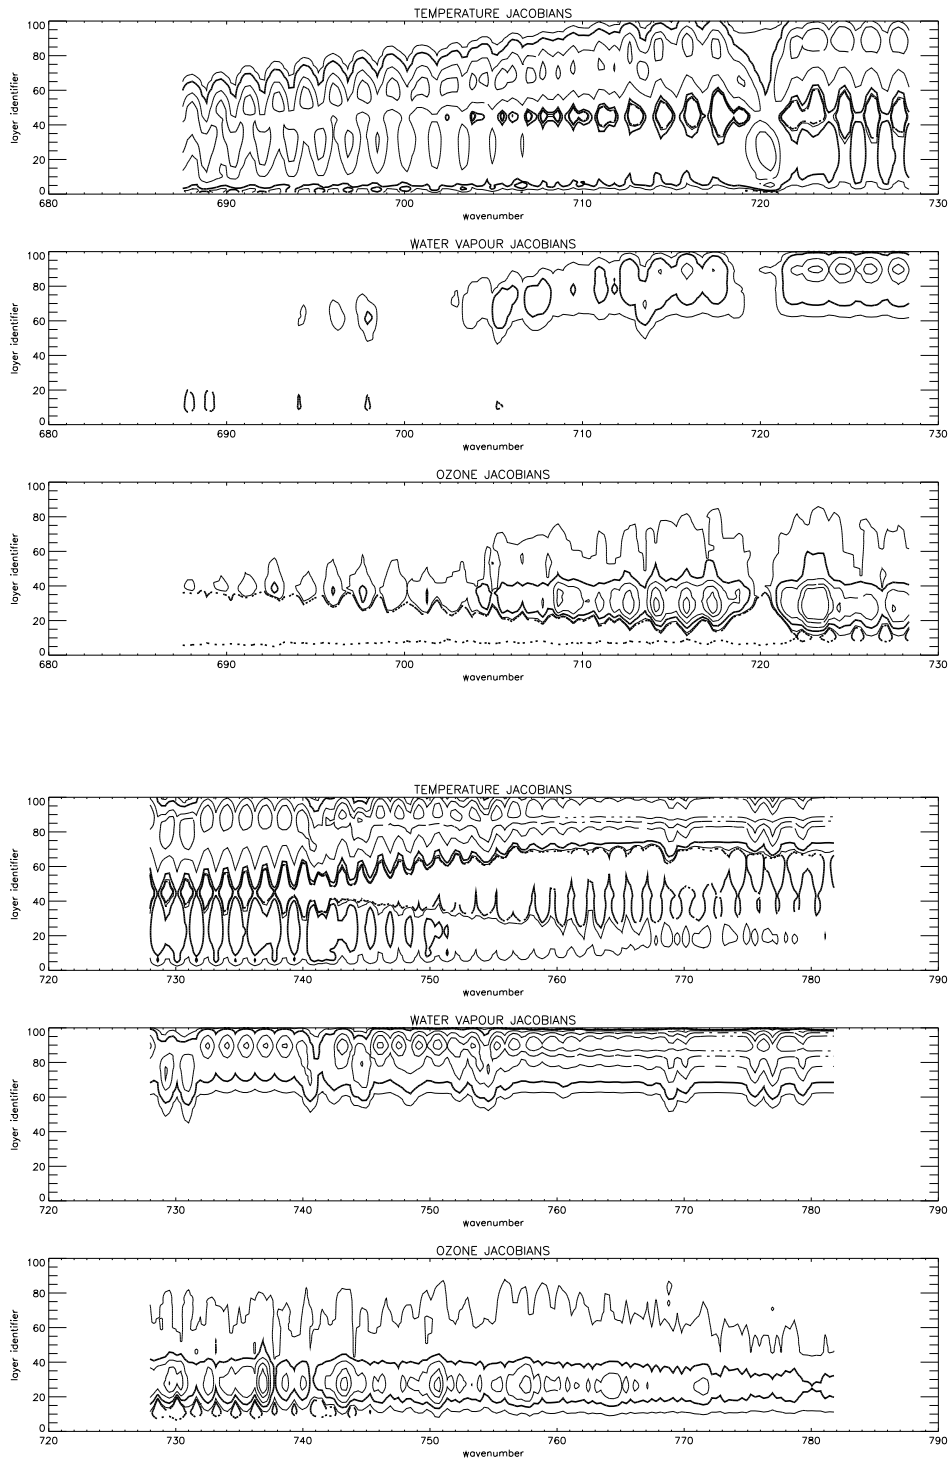 TEMPERATURE JACOBIANS
100
80
60
40
20
0
layer identifier
680 690 700 710 720 730
wavenumber
WATER VAPOUR JACOBIANS
100
80
60
40
20
0
layer identifier
680 690 700 710 720 730
wavenumber
OZONE JACOBIANS
100
80
60
40
20
0
layer identifier
680 690 700 710 720 730
wavenumber
TEMPERATURE JACOBIANS
100
80
60
40
20
0
layer identifier
720 730 740 750 760 770 780 790
wavenumber
WATER VAPOUR JACOBIANS
100
80
60
40
20
0
layer identifier
720 730 740 750 760 770 780 790
wavenumber
OZONE JACOBIANS
100
80
60
40
20
0
layer identifier
720 730 740 750 760 770 780 790
wavenumber